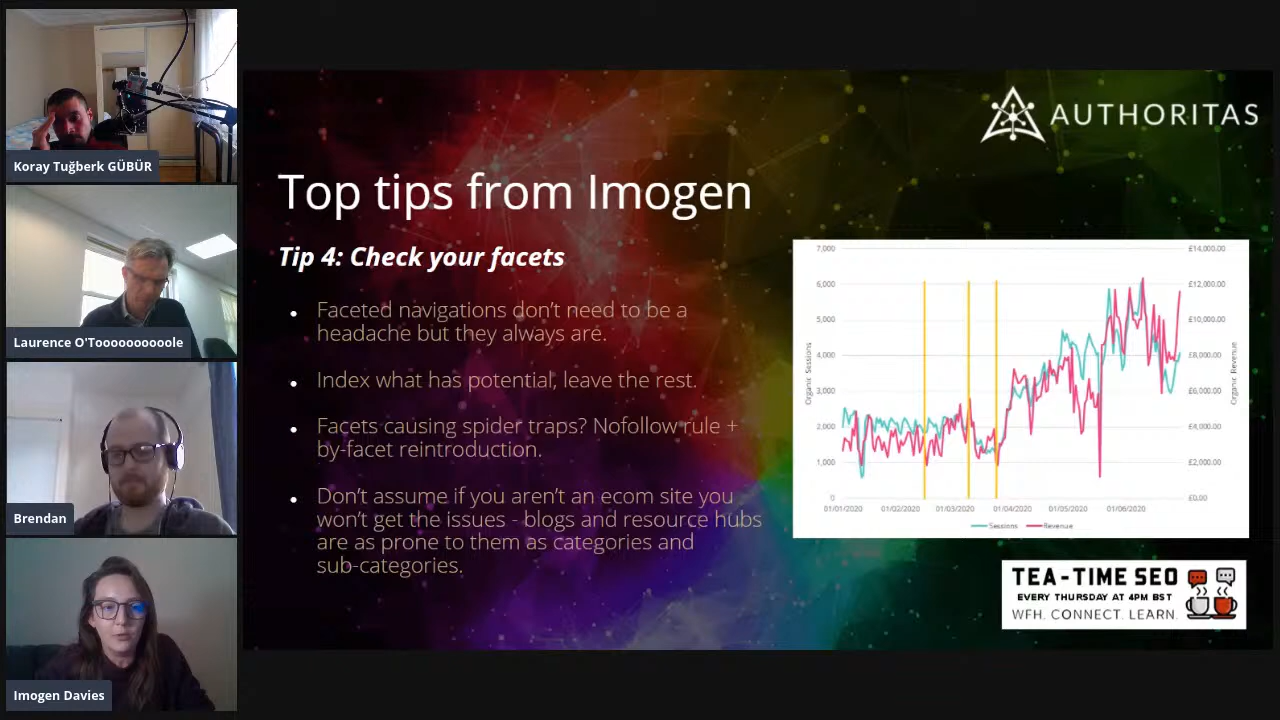 Koray Tuğberk GÜBÜR
Laurence O'Toooooooooole
Brendan
Imogen Davies
AUTHORITAS
Top tips from Imogen
Tip 4: Check your facets
• Faceted navigations don’t need to be a
headache but they always are.
• Index what has potential, leave the rest.
• Facets causing spider traps? Nofollow rule +
by-facet reintroduction.
• Don’t assume if you aren’t an ecom site you
won’t get the issues - blogs and resource hubs
are as prone to them as categories and
sub-categories.
7,000
6,000
5,000
4,000
3,000
2,000
1,000
0
Organic Sessions
£14,000.00
£12,000.00
£10,000.00
£8,000.00
£6,000.00
£4,000.00
£2,000.00
£0.00
Organic Revenue
01/01/2020 01/02/2020 01/03/2020 01/04/2020 01/05/2020 01/06/2020
Sessions Revenue
TEA-TIME SEO
EVERY THURSDAY AT 4PM BST
WFH. CONNECT. LEARN.